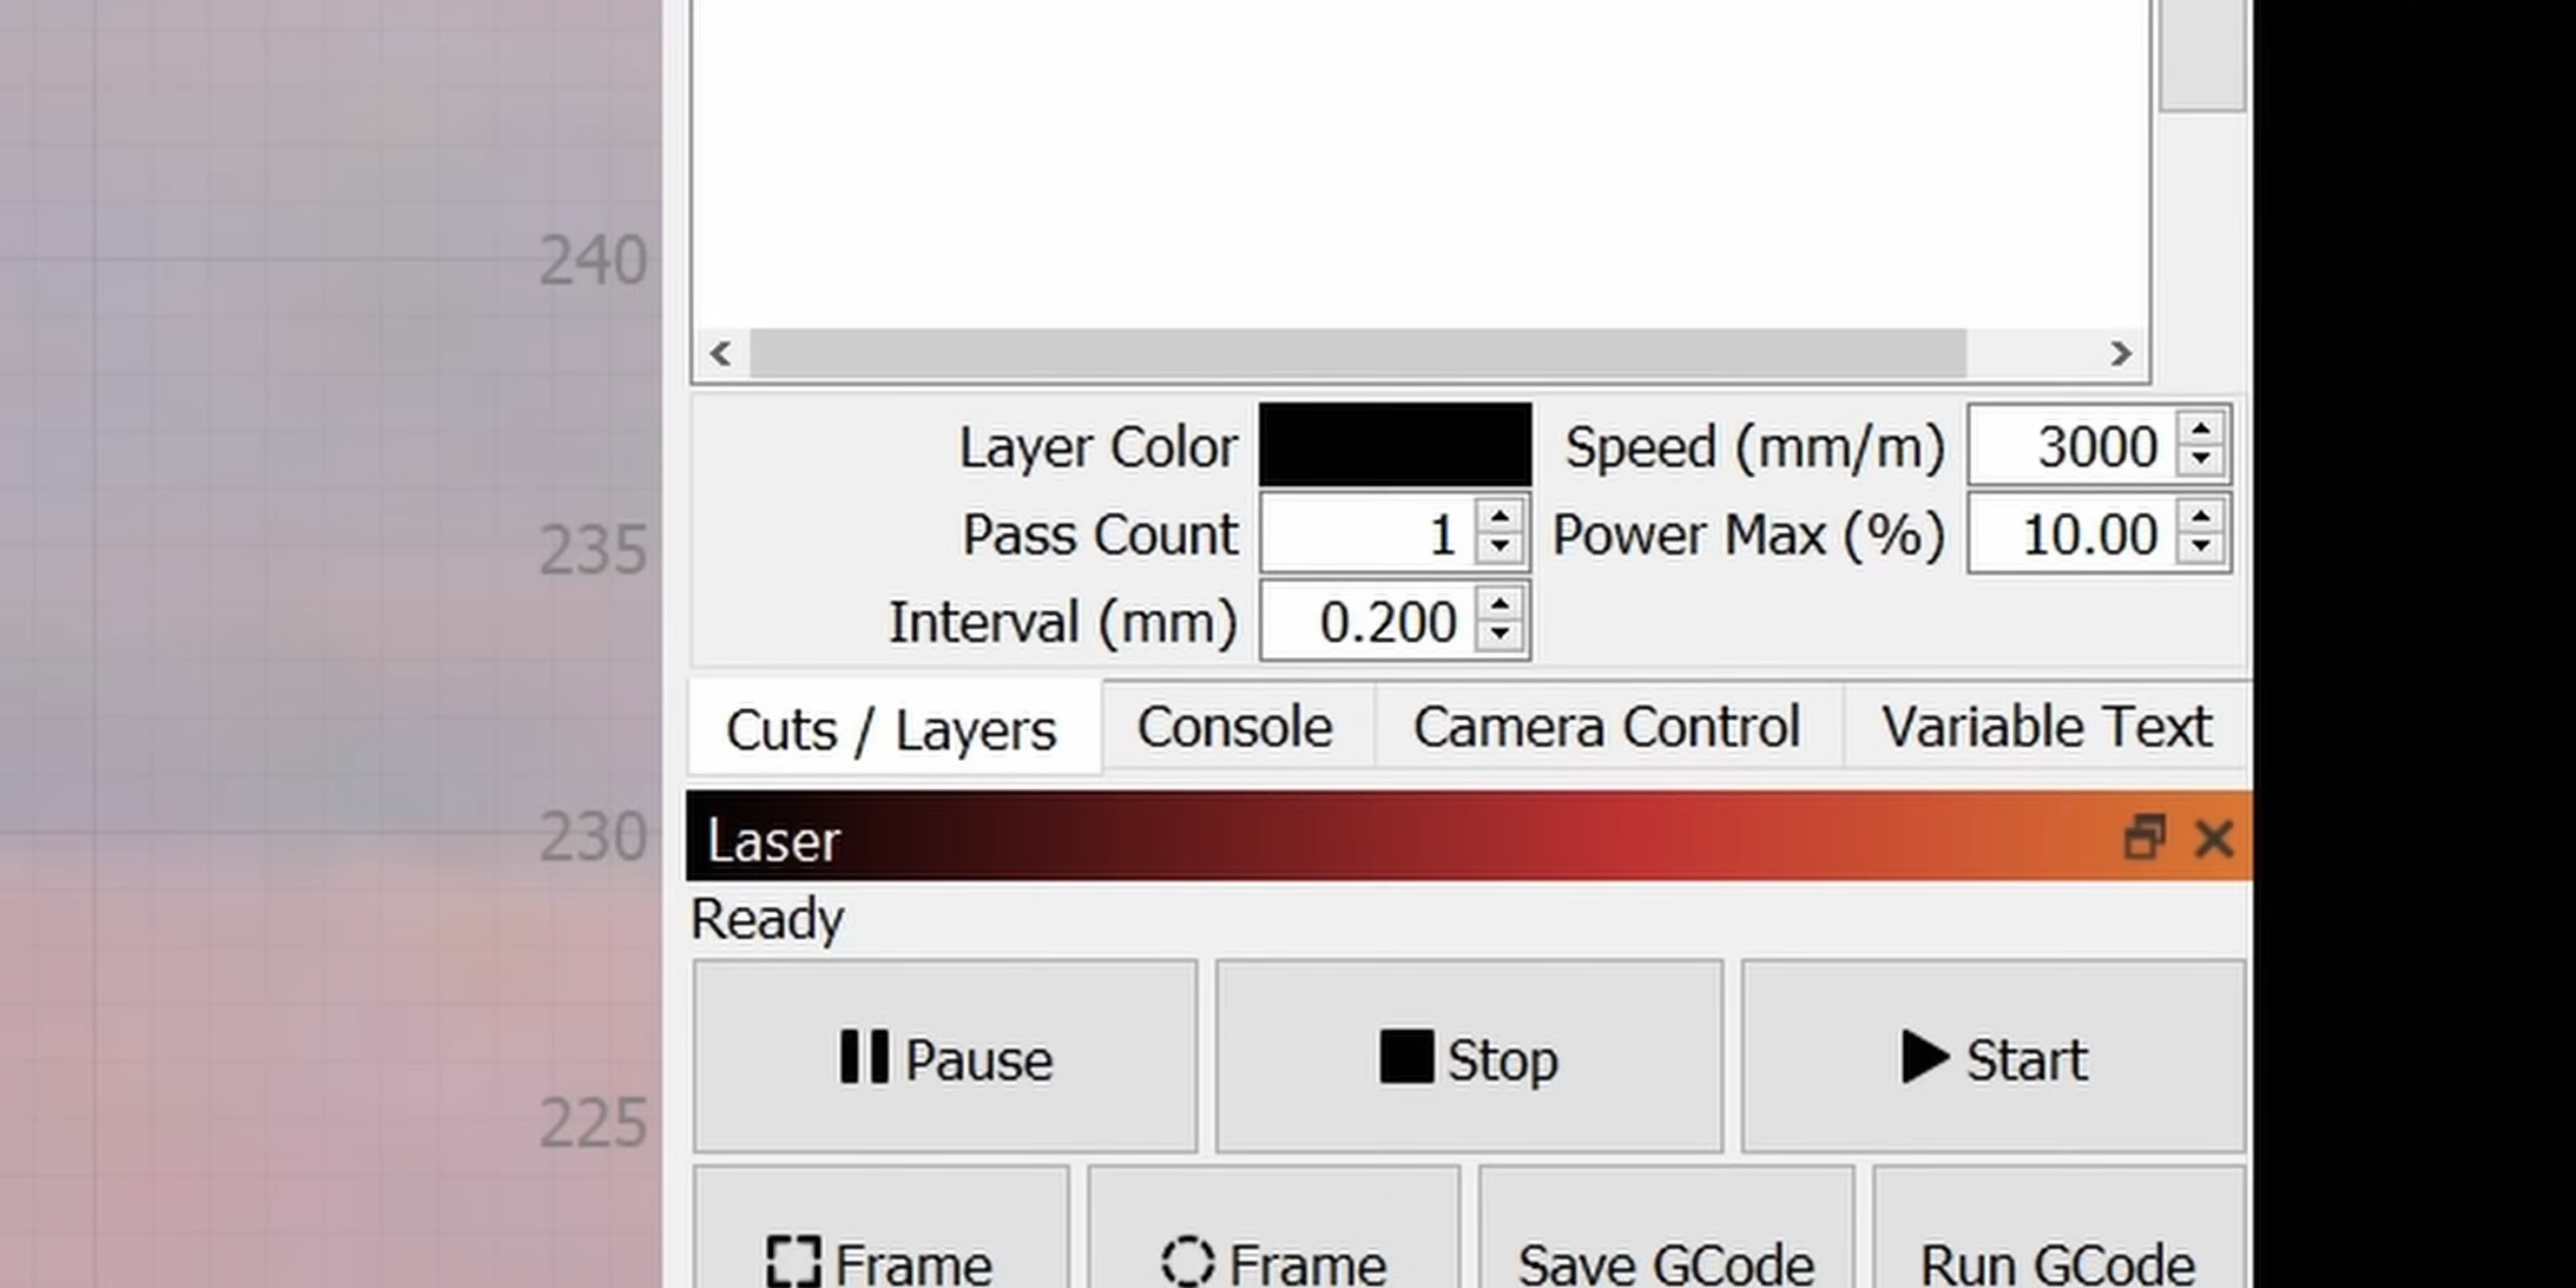 240
235
230
225
Layer Color
Speed (mm/m) 3000
Pass Count 1
Power Max (%) 10.00
Interval (mm) 0.200
Cuts / Layers
Console
Camera Control
Variable Text
Laser
Ready
Pause
Stop
Start
Frame
Frame
Save GCode
Run GCode